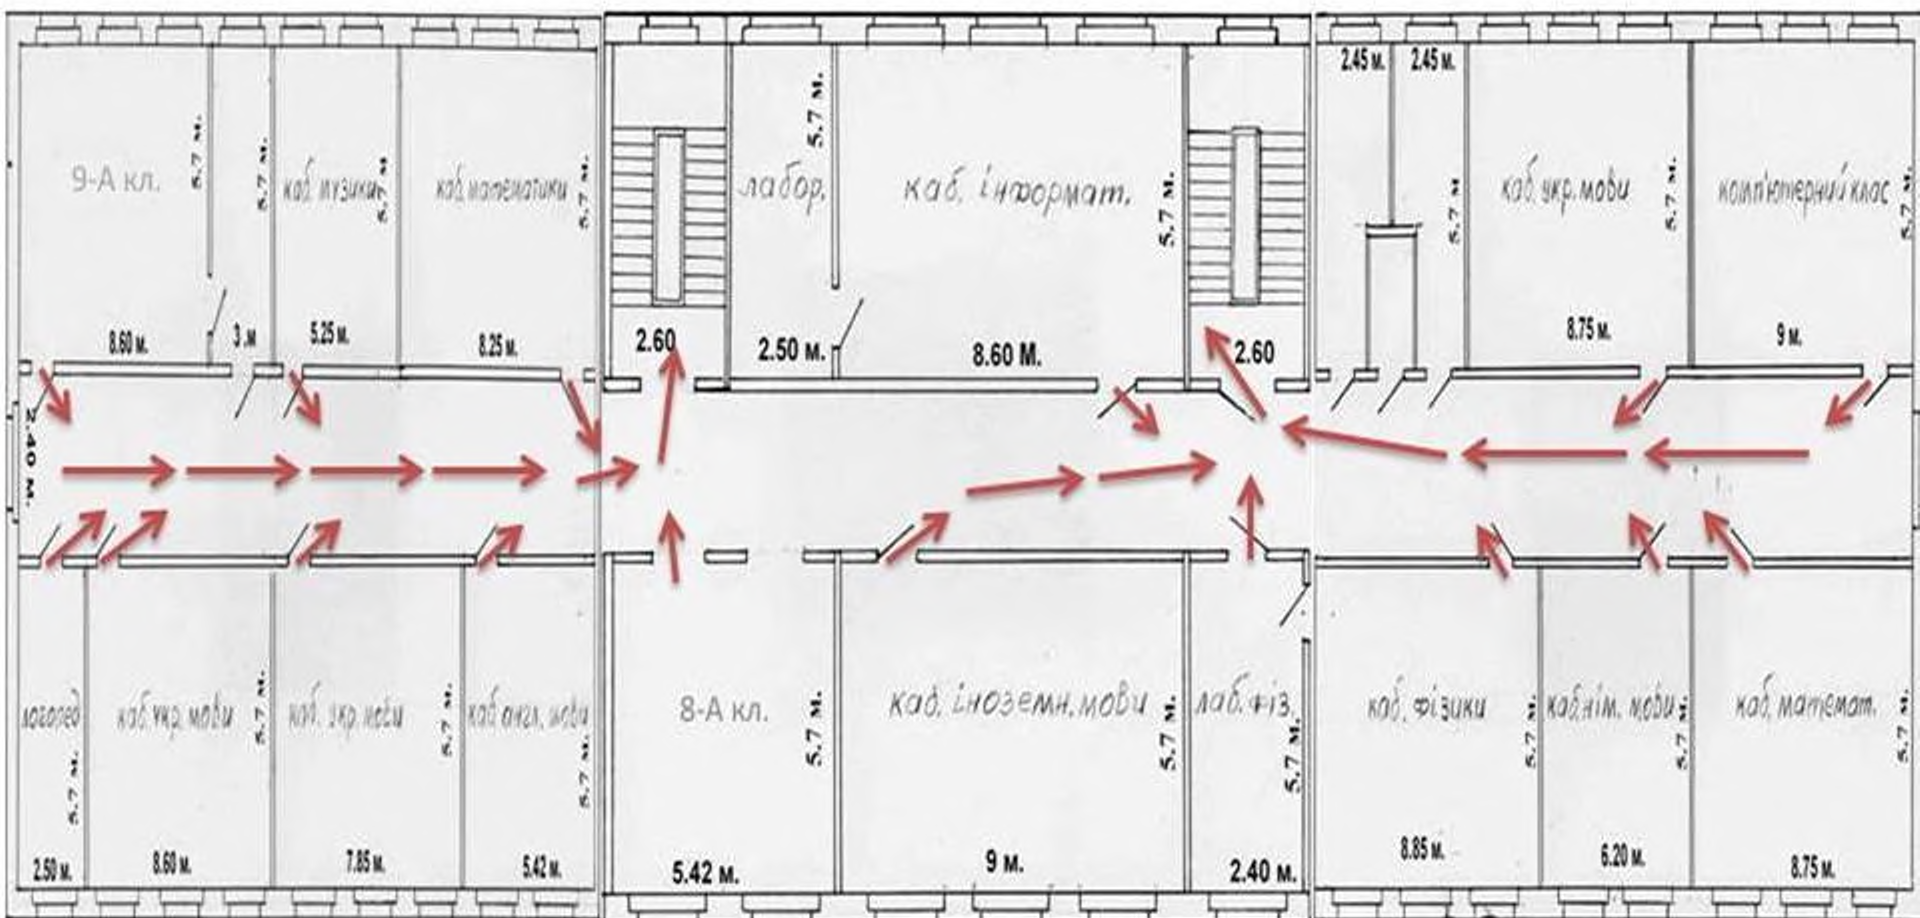 2.45 м. 2.45 м.
9-А кл.
5.7 м.
5.7 м.
каб. музики
5.7 м.
каб. математики
5.7 м.
лабор.
5.7 м.
каб. інформат.
5.7 м.
5.7 м
каб. укр. мови
5.7 м.
комп'ютерний клас
5.7 м.
8.60 м.
3 .м
5.25 м.
8.25 м.
2.60
2.50 м.
8.60 М.
2.60
8.75 м.
9 м.
2.40 м.
логопед
5.7 м.
каб. укр. мови
5.7 м.
каб. укр. мови
5.7 м.
каб. англ. мови
5.7 м.
8-А кл.
5.7 м.
каб. іноземн. мови
5.7 м.
лаб. фіз.
5.7 м.
каб. фізики
5.7 м.
каб. нім. мови
5.7 м.
каб. математ.
5.7 м.
2.50 м.
8.60 м.
7.85 м.
5.42 м.
5.42 м.
9 м.
2.40 м.
8.85 м.
6.20 м.
8.75 м.